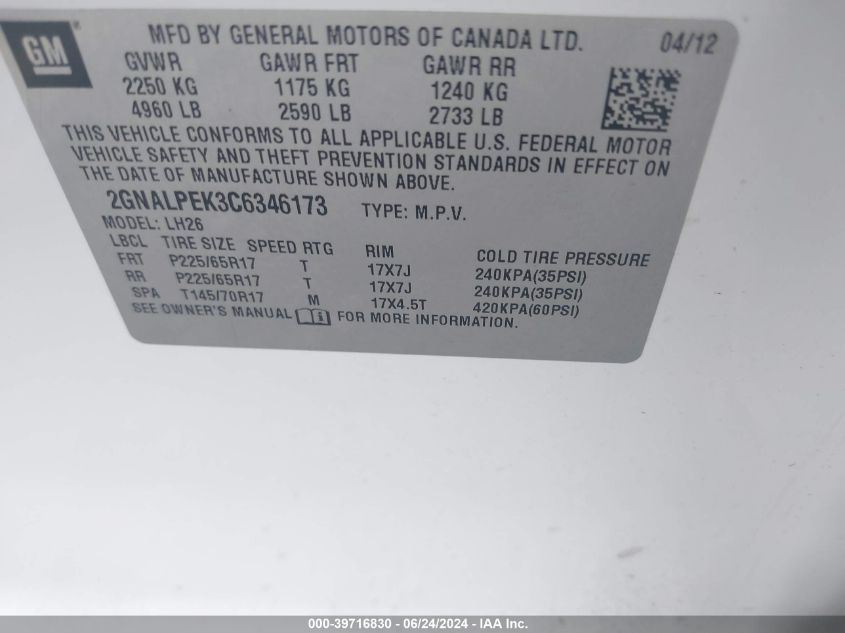 GM
MFD BY GENERAL MOTORS OF CANADA LTD. 04/12
GVWR GAWR FRT GAWR RR
2250 KG 1175 KG 1240 KG
4960 LB 2590 LB 2733 LB
THIS VEHICLE CONFORMS TO ALL APPLICABLE U.S. FEDERAL MOTOR
VEHICLE SAFETY AND THEFT PREVENTION STANDARDS IN EFFECT ON
THE DATE OF MANUFACTURE SHOWN ABOVE.
2GNALPEK3C6346173 TYPE: M.P.V.
MODEL: LH26
LBCL TIRE SIZE SPEED RTG RIM COLD TIRE PRESSURE
FRT P225/65R17 T 17X7J 240KPA(35PSI)
RR P225/65R17 T 17X7J 240KPA(35PSI)
SPA T145/70R17 M 17X4.5T 420KPA(60PSI)
SEE OWNER'S MANUAL FOR MORE INFORMATION.
000-39716830 - 06/24/2024 - IAA Inc.